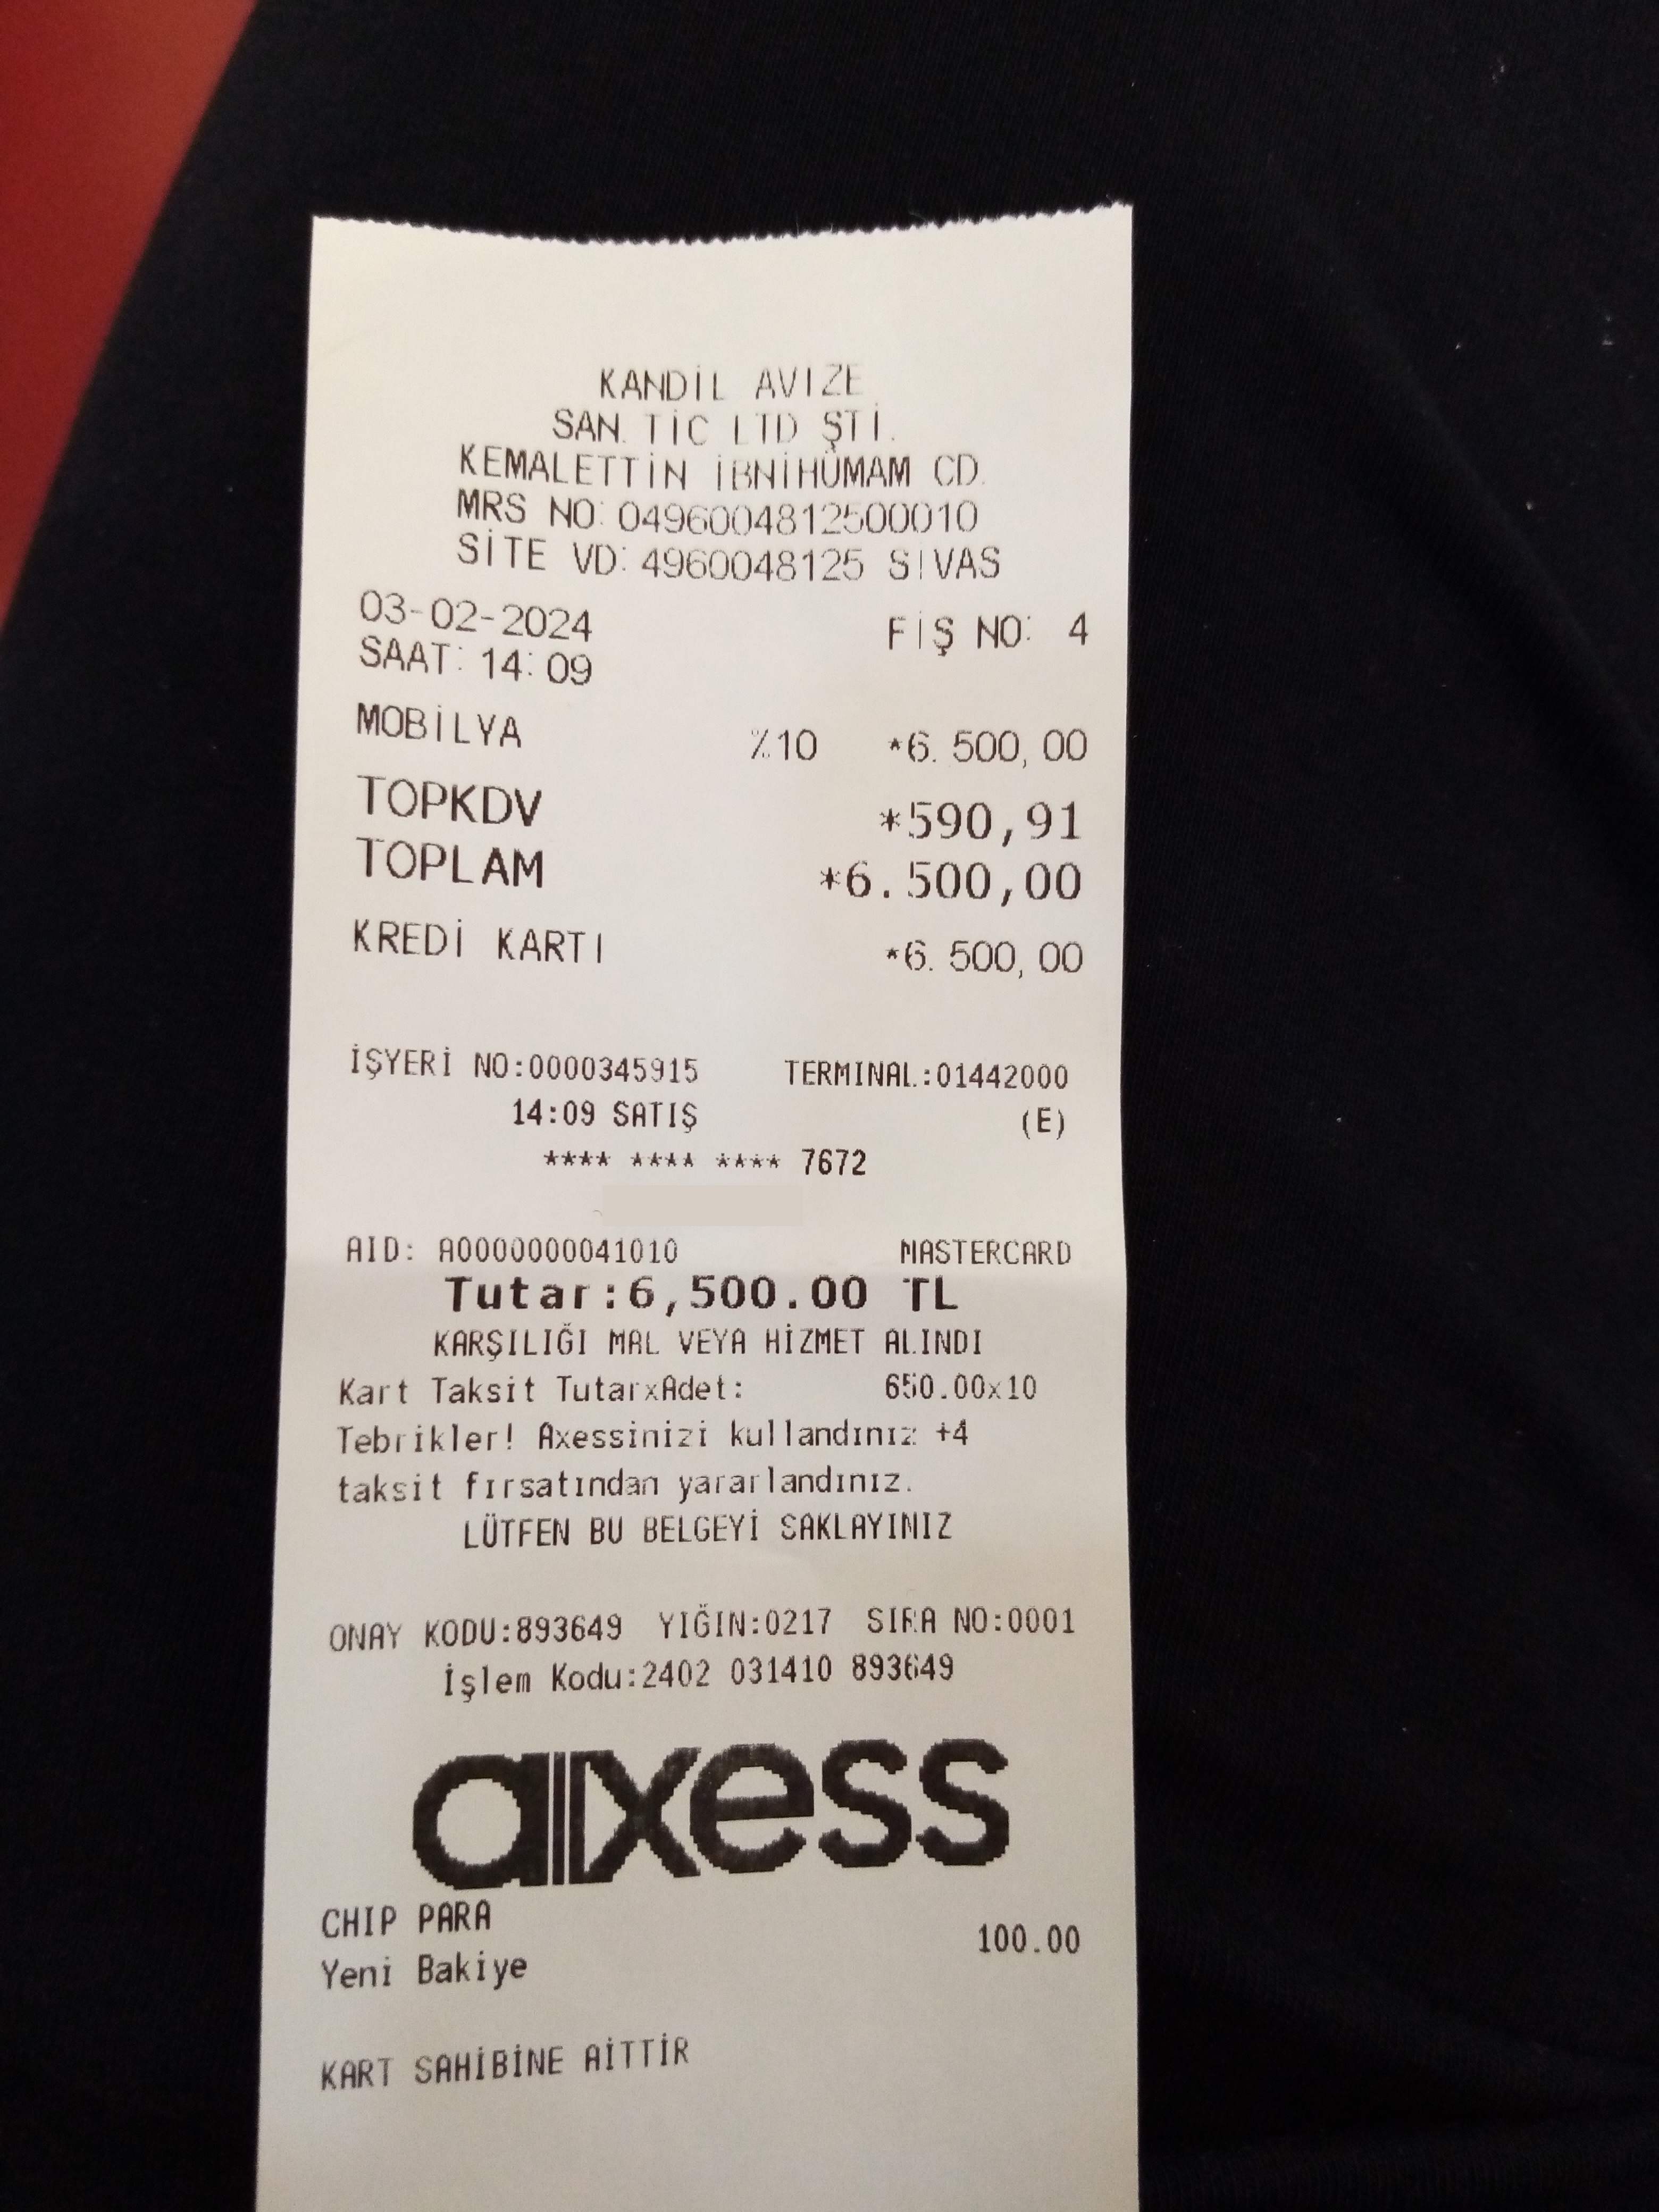 KANDİL AVIZE
SAN. TİC LTD ŞTİ.
KEMALETTİN İBNİHÜMAM CD.
MRS NO: 0496004812500010
SİTE VD: 4960048125 SİVAS
03-02-2024 FİŞ NO: 4
SAAT: 14:09
MOBİLYA %10 *6.500,00
TOPKDV *590,91
TOPLAM *6.500,00
KREDİ KARTI *6.500,00
İŞYERİ NO:0000345915 TERMINAL:01442000
14:09 SATIŞ (E)
**** **** **** 7672
AID: A0000000041010 MASTERCARD
Tutar:6,500.00 TL
KARŞILIĞI MAL VEYA HİZMET ALINDI
Kart Taksit TutarxAdet: 650.00x10
Tebrikler! Axessinizi kullandınız +4
taksit fırsatından yararlandınız.
LÜTFEN BU BELGEYİ SAKLAYINIZ
ONAY KODU:893649 YIĞIN:0217 SIRA NO:0001
İşlem Kodu:2402 031410 893649
axess
CHIP PARA
Yeni Bakiye 100.00
KART SAHİBİNE AİTTİR